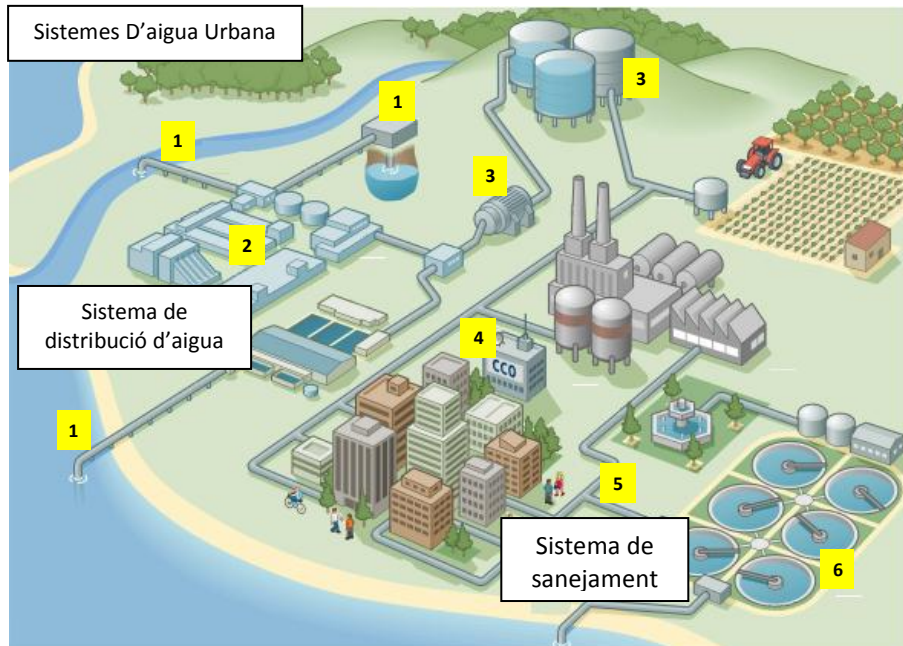 Sistemes D’aigua Urbana
1
3
1
3
2
Sistema de
distribució d’aigua
4
CCO
1
5
Sistema de
sanejament
6